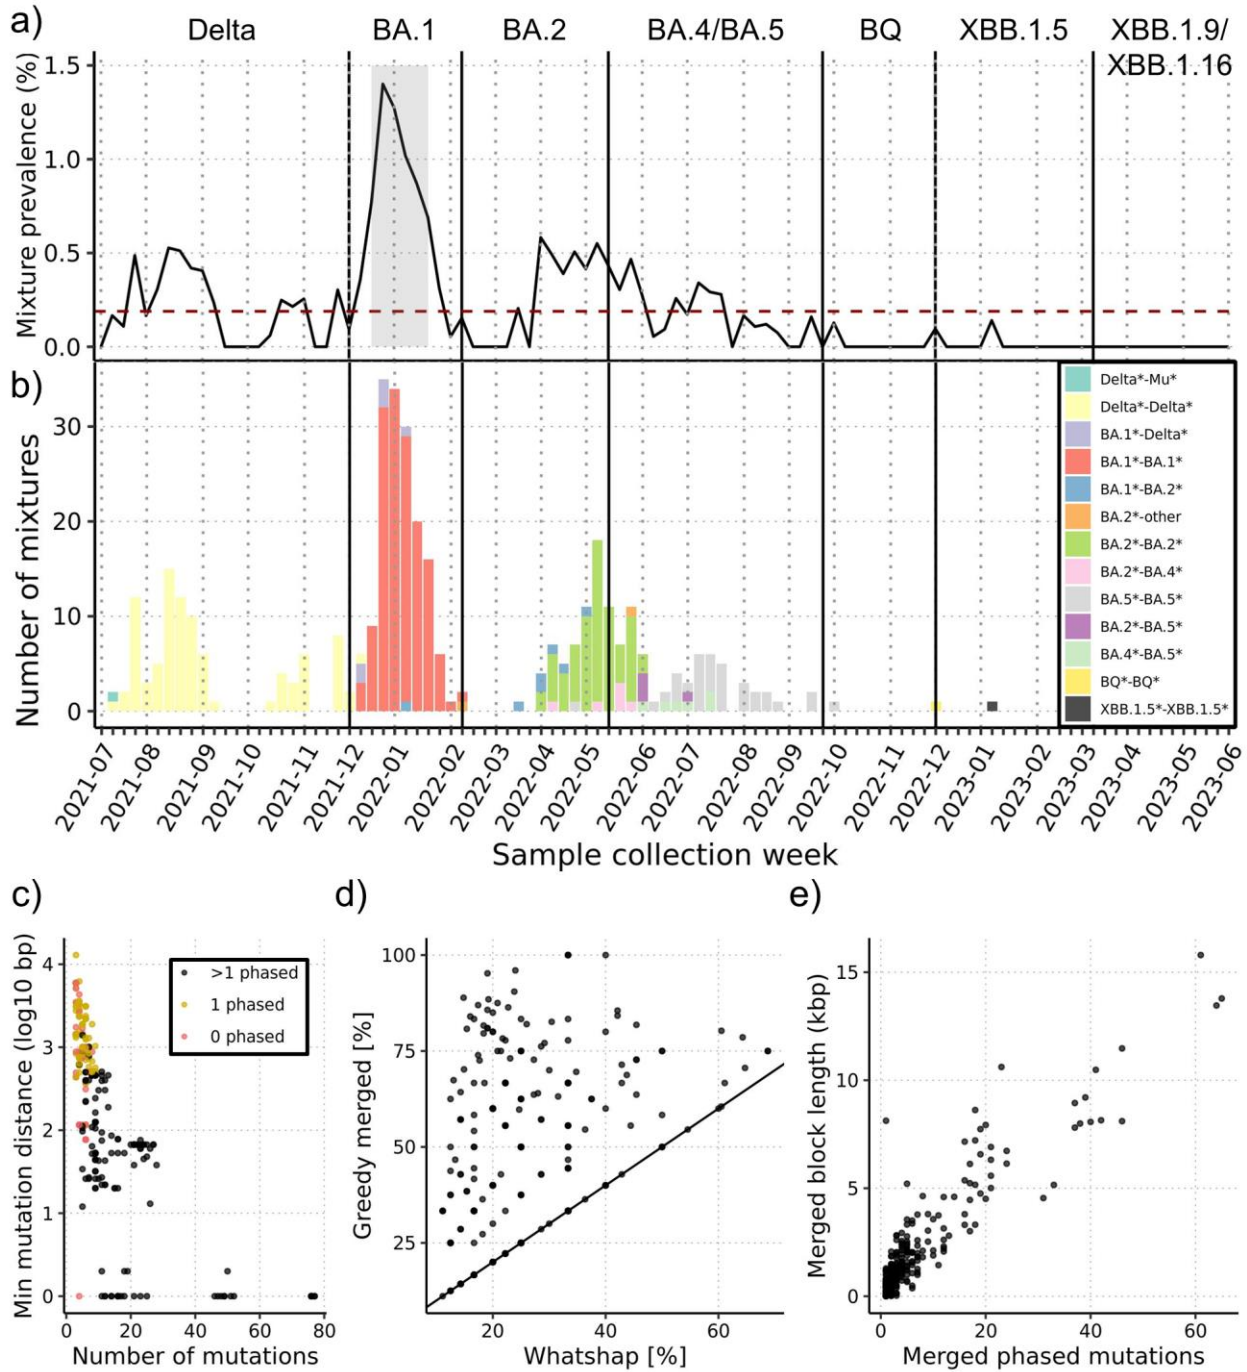 a)
Delta BA.1 BA.2 BA.4/BA.5 BQ XBB.1.5 XBB.1.9/
XBB.1.16
Mixture prevalence (%)
1.5
1.0
0.5
0.0
b)
Number of mixtures
30
20
10
0
Delta*-Mu*
Delta*-Delta*
BA.1*-Delta*
BA.1*-BA.1*
BA.1*-BA.2*
BA.2*-other
BA.2*-BA.2*
BA.2*-BA.4*
BA.5*-BA.5*
BA.2*-BA.5*
BA.4*-BA.5*
BQ*-BQ*
XBB.1.5*-XBB.1.5*
2021-07 2021-08 2021-09 2021-10 2021-11 2021-12 2022-01 2022-02 2022-03 2022-04 2022-05 2022-06 2022-07 2022-08 2022-09 2022-10 2022-11 2022-12 2023-01 2023-02 2023-03 2023-04 2023-05 2023-06
Sample collection week
c)
Min mutation distance (log10 bp)
4
3
2
1
0
>1 phased
1 phased
0 phased
0 20 40 60 80
Number of mutations
d)
Greedy merged [%]
100
75
50
25
20 40 60
Whatshap [%]
e)
Merged block length (kbp)
15
10
5
0
0 20 40 60
Merged phased mutations